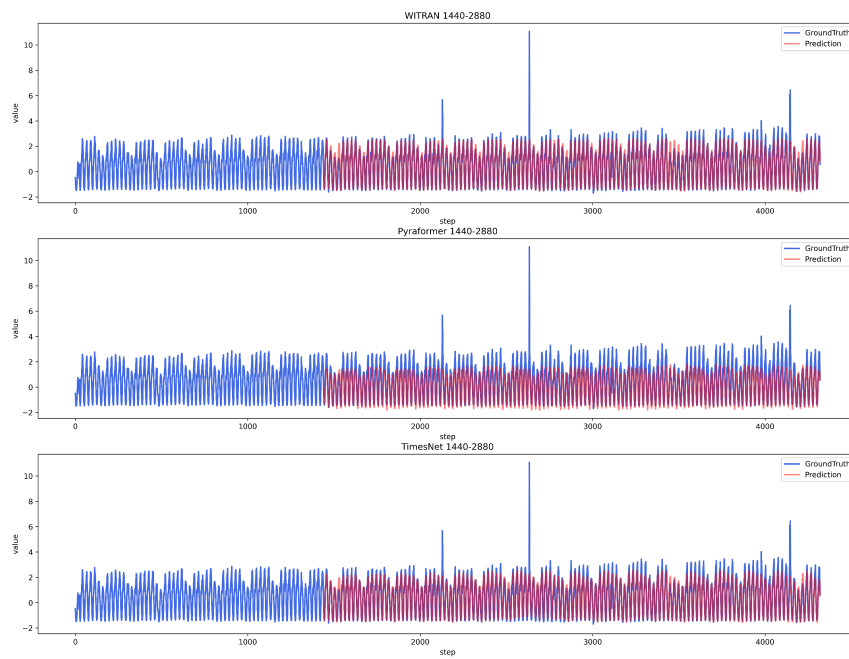 WITRAN 1440-2880
GroundTruth
Prediction
10
8
6
4
2
0
−2
value
0
1000
2000
3000
4000
step
Pyraformer 1440-2880
GroundTruth
Prediction
10
8
6
4
2
0
−2
value
0
1000
2000
3000
4000
step
TimesNet 1440-2880
GroundTruth
Prediction
10
8
6
4
2
0
−2
value
0
1000
2000
3000
4000
step